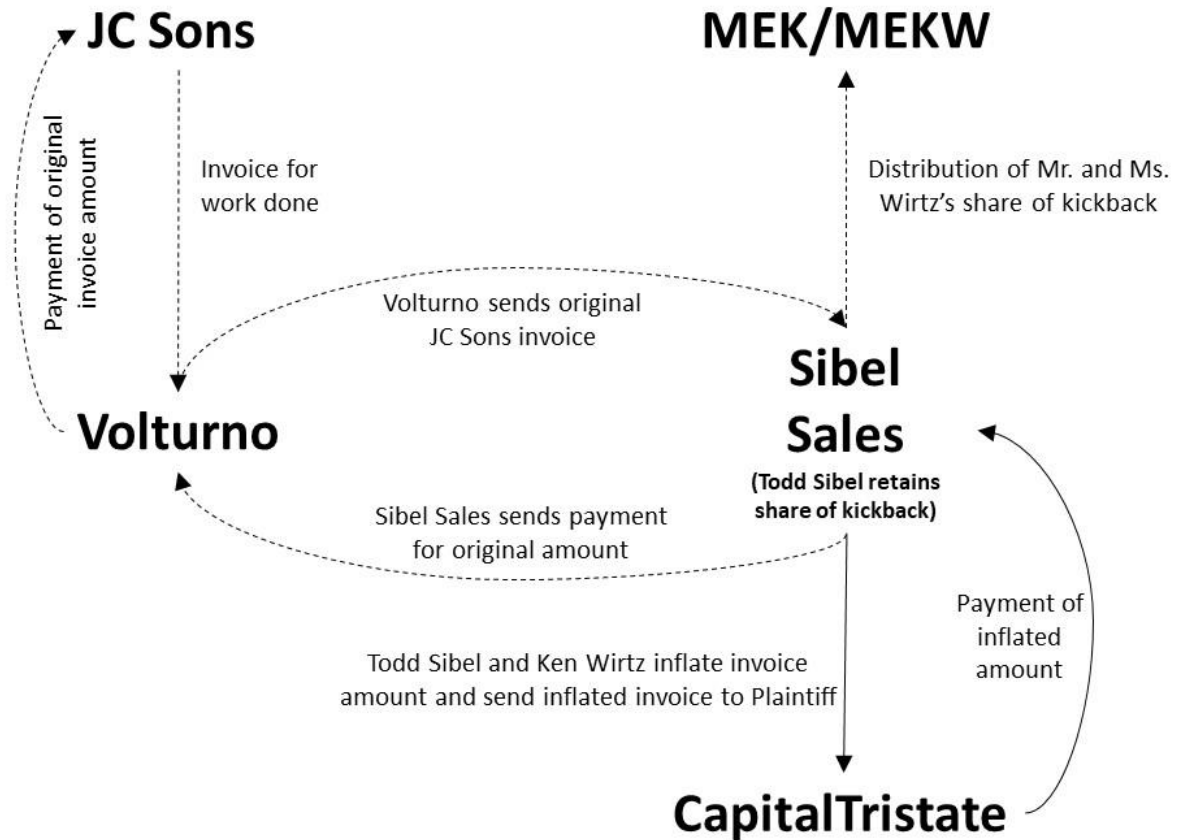 JC Sons
MEK/MEKW
Payment of original
invoice amount
Invoice for
work done
Distribution of Mr. and Ms.
Wirtz’s share of kickback
Volturno sends original
JC Sons invoice
Sibel
Sales
(Todd Sibel retains
share of kickback)
Volturno
Sibel Sales sends payment
for original amount
Payment of
inflated
amount
Todd Sibel and Ken Wirtz inflate invoice
amount and send inflated invoice to Plaintiff
CapitalTristate